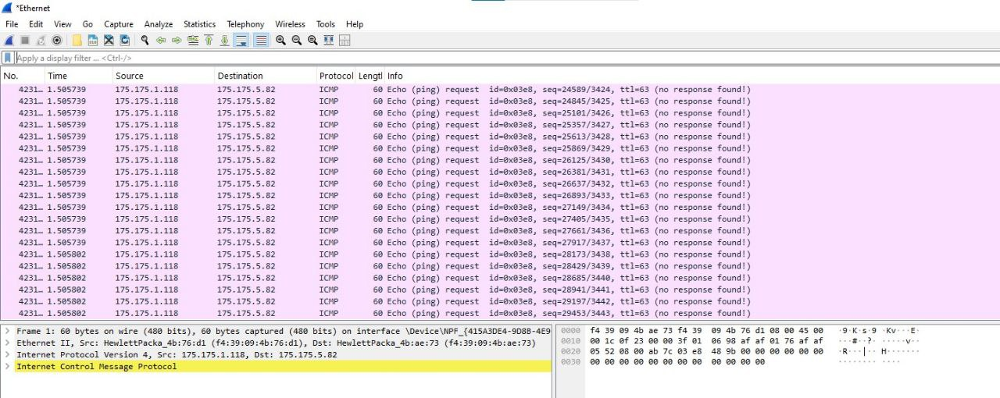 *Ethernet
File Edit View Go Capture Analyze Statistics Telephony Wireless Tools Help
Apply a display filter ... <Ctrl-/>
No. Time Source Destination Protocol Lengtl Info
4231… 1.505739 175.175.1.118 175.175.5.82 ICMP 60 Echo (ping) request id=0x03e8, seq=24589/3424, ttl=63 (no response found!)
4231… 1.505739 175.175.1.118 175.175.5.82 ICMP 60 Echo (ping) request id=0x03e8, seq=24845/3425, ttl=63 (no response found!)
4231… 1.505739 175.175.1.118 175.175.5.82 ICMP 60 Echo (ping) request id=0x03e8, seq=25101/3426, ttl=63 (no response found!)
4231… 1.505739 175.175.1.118 175.175.5.82 ICMP 60 Echo (ping) request id=0x03e8, seq=25357/3427, ttl=63 (no response found!)
4231… 1.505739 175.175.1.118 175.175.5.82 ICMP 60 Echo (ping) request id=0x03e8, seq=25613/3428, ttl=63 (no response found!)
4231… 1.505739 175.175.1.118 175.175.5.82 ICMP 60 Echo (ping) request id=0x03e8, seq=25869/3429, ttl=63 (no response found!)
4231… 1.505739 175.175.1.118 175.175.5.82 ICMP 60 Echo (ping) request id=0x03e8, seq=26125/3430, ttl=63 (no response found!)
4231… 1.505739 175.175.1.118 175.175.5.82 ICMP 60 Echo (ping) request id=0x03e8, seq=26381/3431, ttl=63 (no response found!)
4231… 1.505739 175.175.1.118 175.175.5.82 ICMP 60 Echo (ping) request id=0x03e8, seq=26637/3432, ttl=63 (no response found!)
4231… 1.505739 175.175.1.118 175.175.5.82 ICMP 60 Echo (ping) request id=0x03e8, seq=26893/3433, ttl=63 (no response found!)
4231… 1.505739 175.175.1.118 175.175.5.82 ICMP 60 Echo (ping) request id=0x03e8, seq=27149/3434, ttl=63 (no response found!)
4231… 1.505739 175.175.1.118 175.175.5.82 ICMP 60 Echo (ping) request id=0x03e8, seq=27405/3435, ttl=63 (no response found!)
4231… 1.505739 175.175.1.118 175.175.5.82 ICMP 60 Echo (ping) request id=0x03e8, seq=27661/3436, ttl=63 (no response found!)
4231… 1.505739 175.175.1.118 175.175.5.82 ICMP 60 Echo (ping) request id=0x03e8, seq=27917/3437, ttl=63 (no response found!)
4231… 1.505802 175.175.1.118 175.175.5.82 ICMP 60 Echo (ping) request id=0x03e8, seq=28173/3438, ttl=63 (no response found!)
4231… 1.505802 175.175.1.118 175.175.5.82 ICMP 60 Echo (ping) request id=0x03e8, seq=28429/3439, ttl=63 (no response found!)
4231… 1.505802 175.175.1.118 175.175.5.82 ICMP 60 Echo (ping) request id=0x03e8, seq=28685/3440, ttl=63 (no response found!)
4231… 1.505802 175.175.1.118 175.175.5.82 ICMP 60 Echo (ping) request id=0x03e8, seq=28941/3441, ttl=63 (no response found!)
4231… 1.505802 175.175.1.118 175.175.5.82 ICMP 60 Echo (ping) request id=0x03e8, seq=29197/3442, ttl=63 (no response found!)
4231… 1.505802 175.175.1.118 175.175.5.82 ICMP 60 Echo (ping) request id=0x03e8, seq=29453/3443, ttl=63 (no response found!)
> Frame 1: 60 bytes on wire (480 bits), 60 bytes captured (480 bits) on interface \Device\NPF_{415A3DE4-9D8B-4E9
> Ethernet II, Src: HewlettPacka_4b:76:d1 (f4:39:09:4b:76:d1), Dst: HewlettPacka_4b:ae:73 (f4:39:09:4b:ae:73)
> Internet Protocol Version 4, Src: 175.175.1.118, Dst: 175.175.5.82
> Internet Control Message Protocol
0000 f4 39 09 4b ae 73 f4 39 09 4b 76 d1 08 00 45 00 ·9·K·s·9 ·Kv···E·
0010 00 1c 0f 23 00 00 3f 01 06 98 af af 01 76 af af ···#··?· ·····v··
0020 05 52 08 00 ab 7c 03 e8 48 9b 00 00 00 00 00 00 ·R···|·· H·······
0030 00 00 00 00 00 00 00 00 00 00 00 00 ········ ····